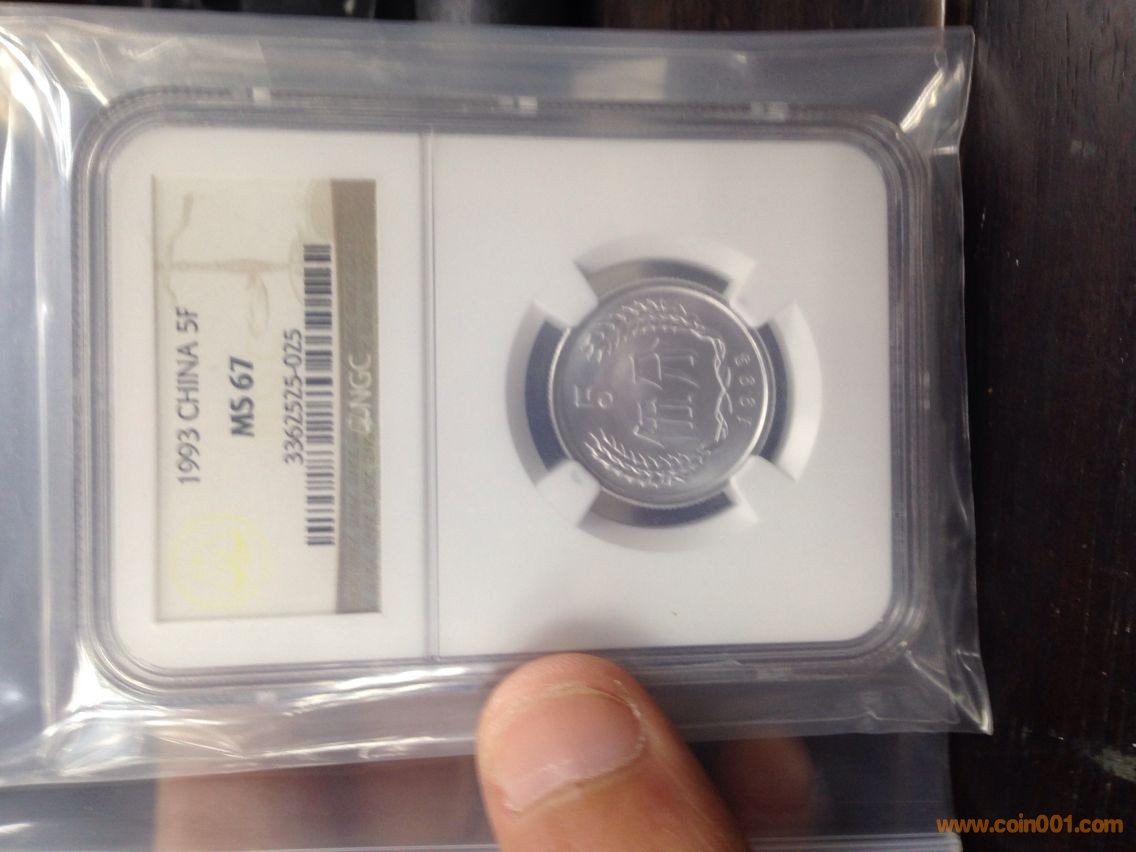 1993 CHINA 5F
MS 67
3362525-025
NGC
5
伍分
1993
www.coin001.com